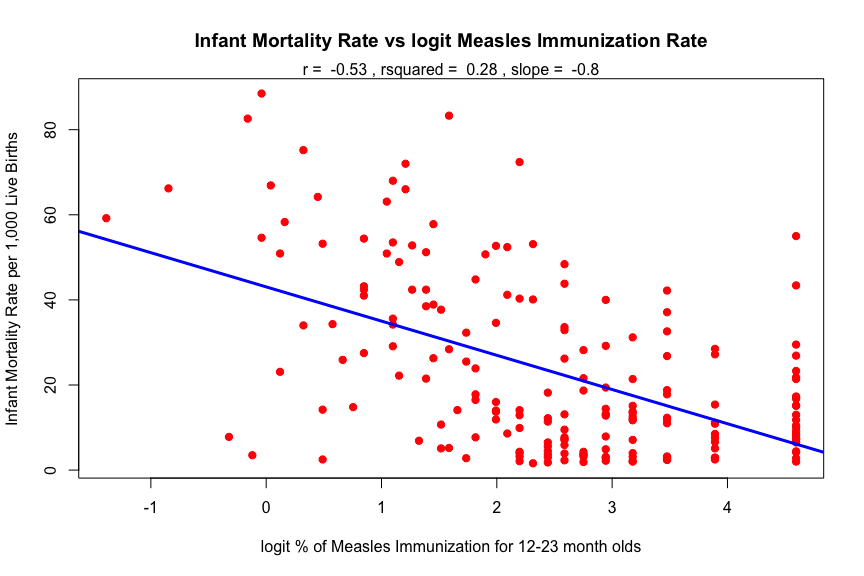 Infant Mortality Rate vs logit Measles Immunization Rate
r =  -0.53 , rsquared =  0.28 , slope =  -0.8
Infant Mortality Rate per 1,000 Live Births
80
60
40
20
0
-1 0 1 2 3 4
logit % of Measles Immunization for 12-23 month olds